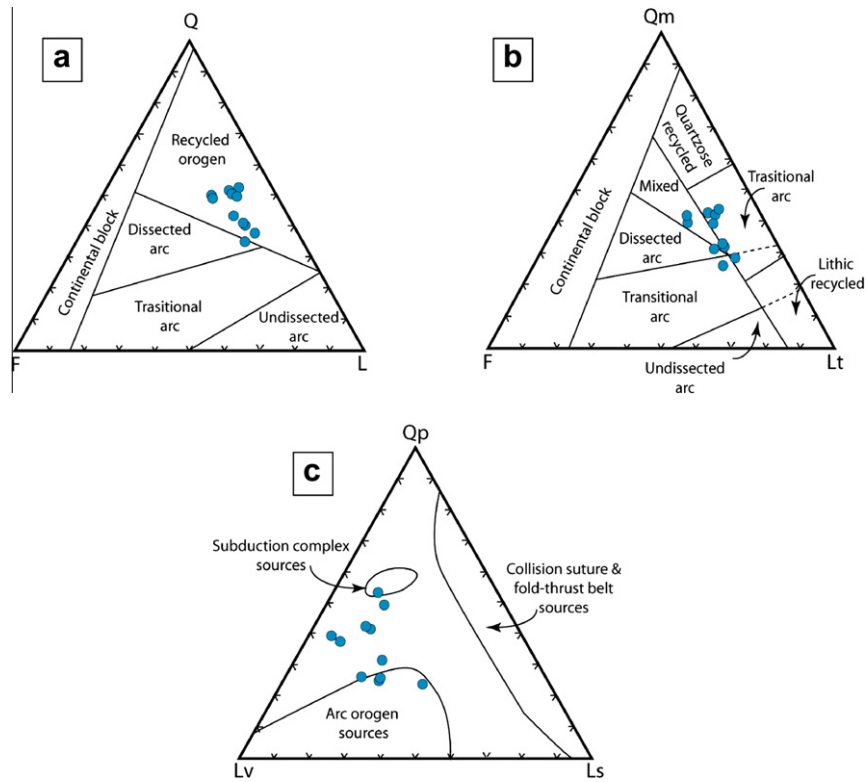 a
Q
Recycled
orogen
Continental block
Dissected
arc
Trasitional
arc
Undissected
arc
F
L
b
Qm
Quartzose
recycled
Mixed
Trasitional
arc
Continental block
Dissected
arc
Transitional
arc
Lithic
recycled
F
Lt
Undissected
arc
c
Qp
Subduction complex
sources
Collision suture &
fold-thrust belt
sources
Arc orogen
sources
Lv
Ls